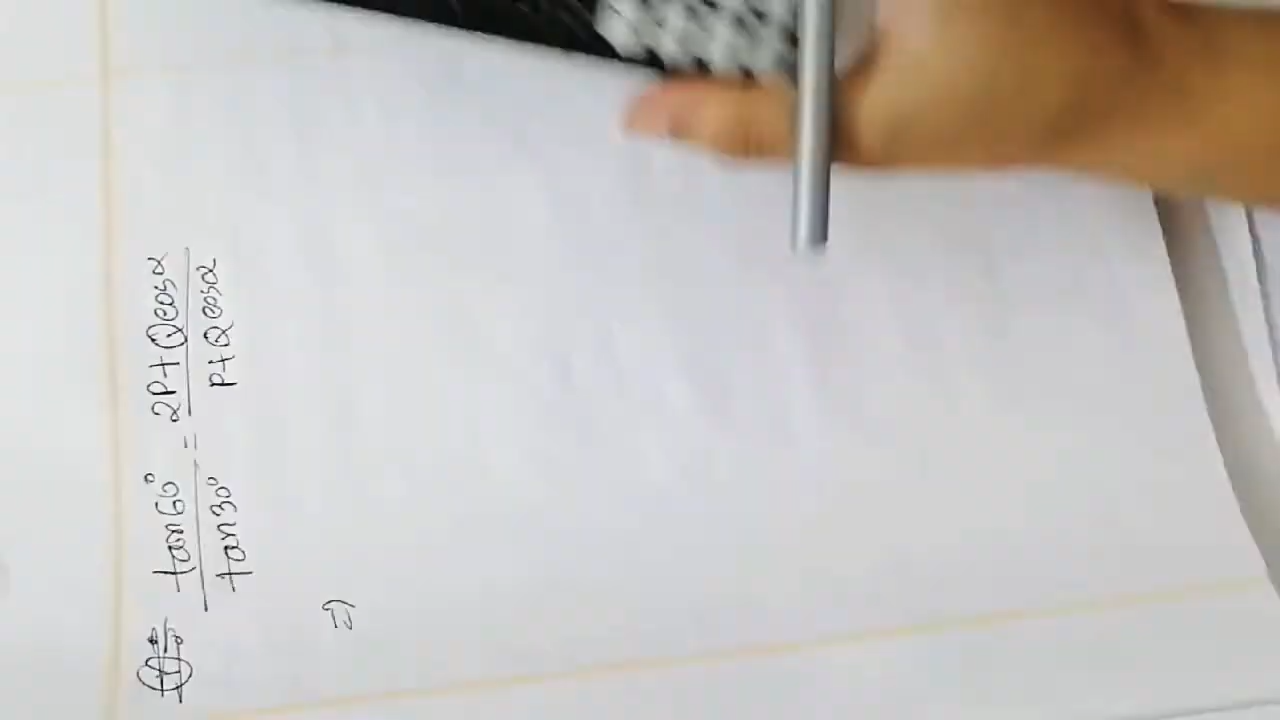 tan60° / tan30° = 2P+Qcosα / P+Qcosα
⇒